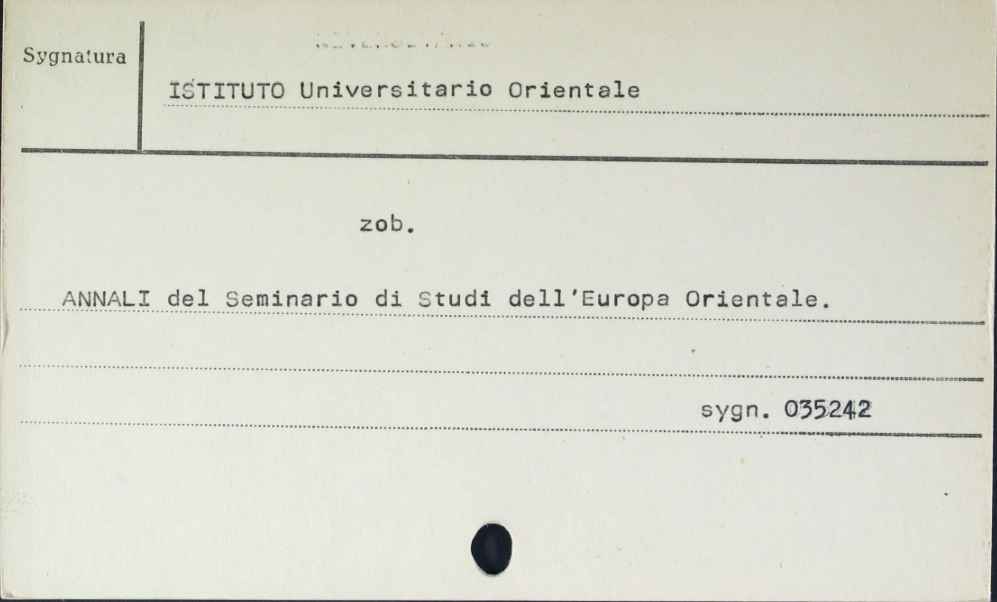 Sygnatura
ISTITUTO Universitario Orientale
zob.
ANNALI del Seminario di Studi dell'Europa Orientale.
sygn. 035242